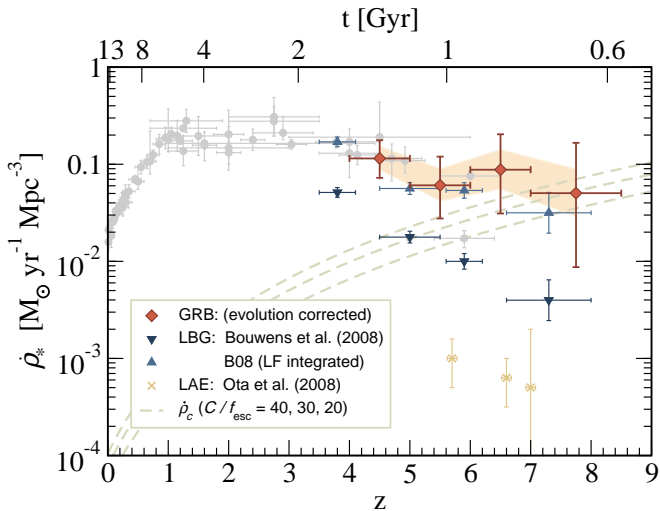 t [Gyr]
13 8 4 2 1 0.6
ρ̇* [M⊙ yr-1 Mpc-3]
1
0.1
10-2
10-3
10-4
GRB: (evolution corrected)
LBG: Bouwens et al. (2008)
B08 (LF integrated)
LAE: Ota et al. (2008)
ρ̇c (C / fesc = 40, 30, 20)
0 1 2 3 4 5 6 7 8 9
z